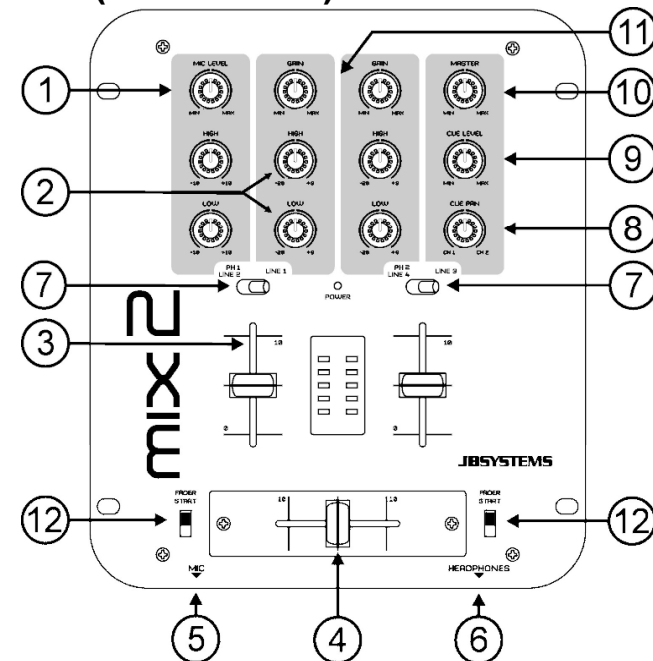 11
MIC LEVEL GAIN GAIN MASTER
1 MIN MAX MIN MAX MIN MAX MIN MAX 10
HIGH HIGH HIGH CUE LEVEL
2 -10 +10 -20 +9 -20 +9 MIN MAX 9
LOW LOW LOW CUE PAN
-10 +10 -20 +9 -20 +9 CH 1 CH 2 8
PH 1
LINE 2 LINE 1
PH 2
LINE 4 LINE 3
7 POWER 7
3 10 10
mix 2
0 0
JBSYSTEMS
FADER
START
FADER
START
12 10 10 12
MIC HEADPHONES
5 4 6